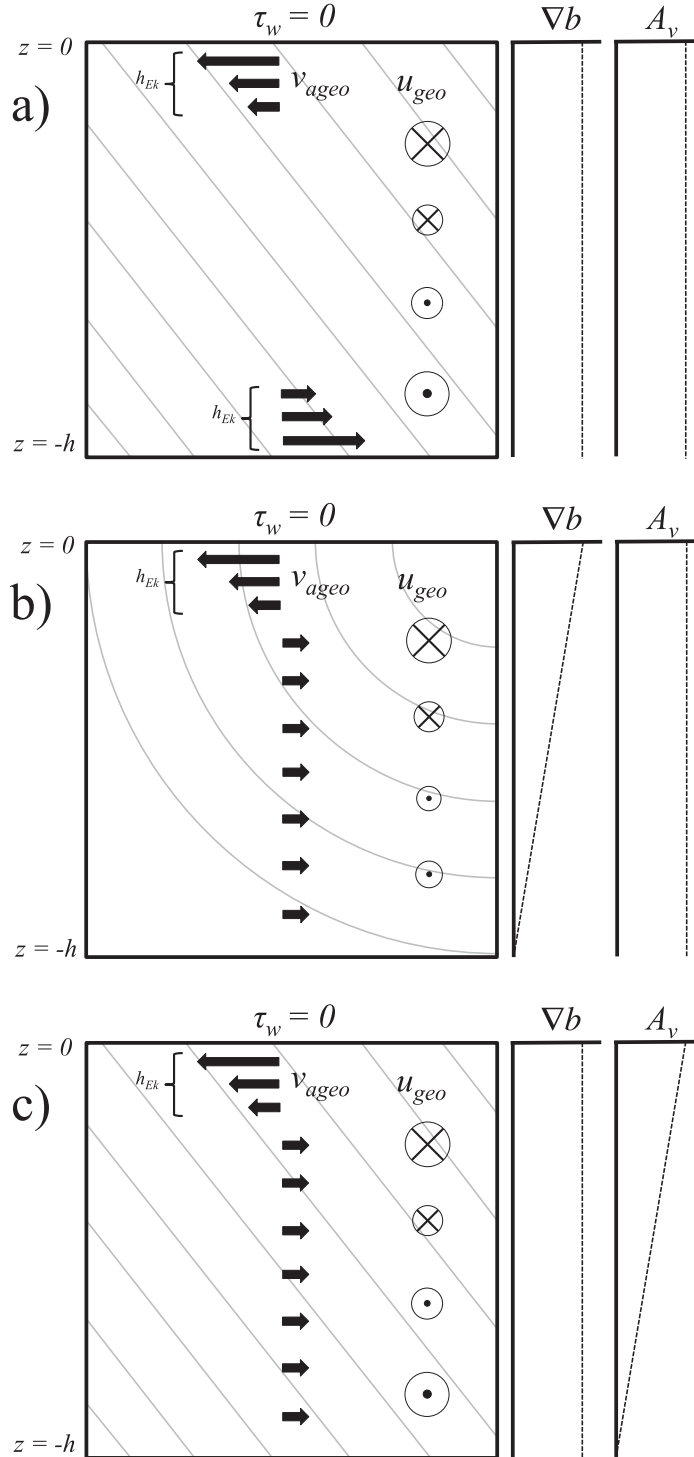 τw = 0 ∇b Av
z = 0
hEk
vageo ugeo
a)
hEk
z = -h
τw = 0 ∇b Av
z = 0
hEk
vageo ugeo
b)
z = -h
τw = 0 ∇b Av
z = 0
hEk
vageo ugeo
c)
z = -h